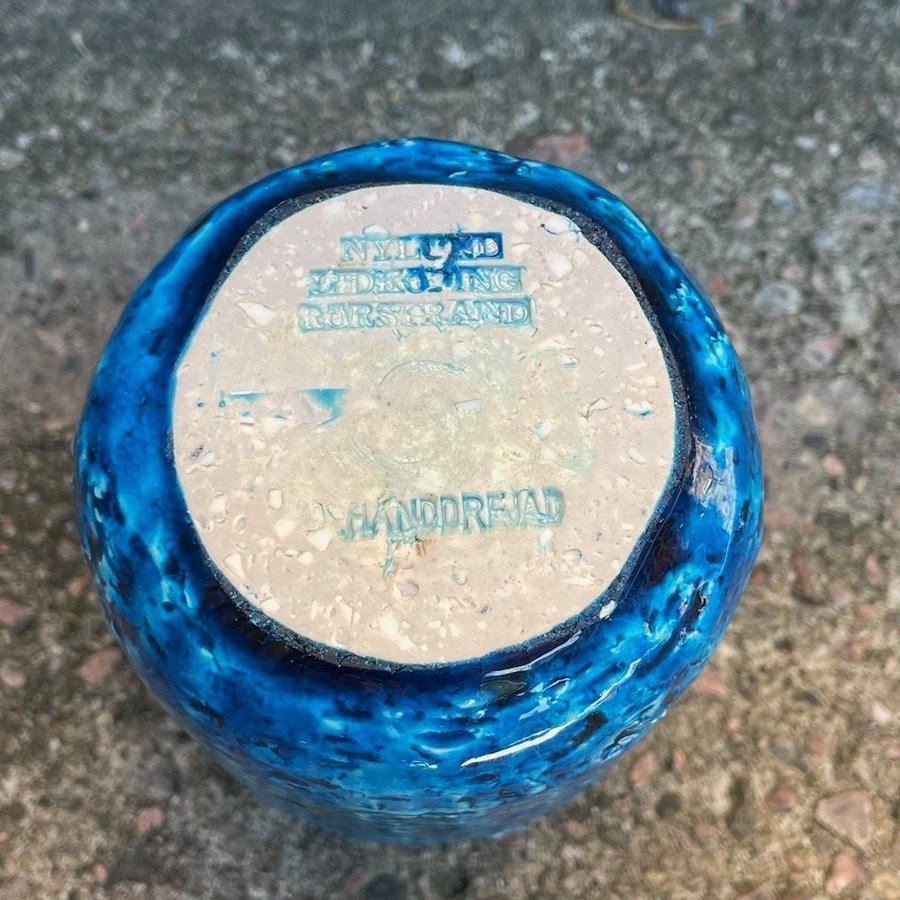 NYLUND
LIDKÖPING
RÖRSTRAND
HANDDREJAD